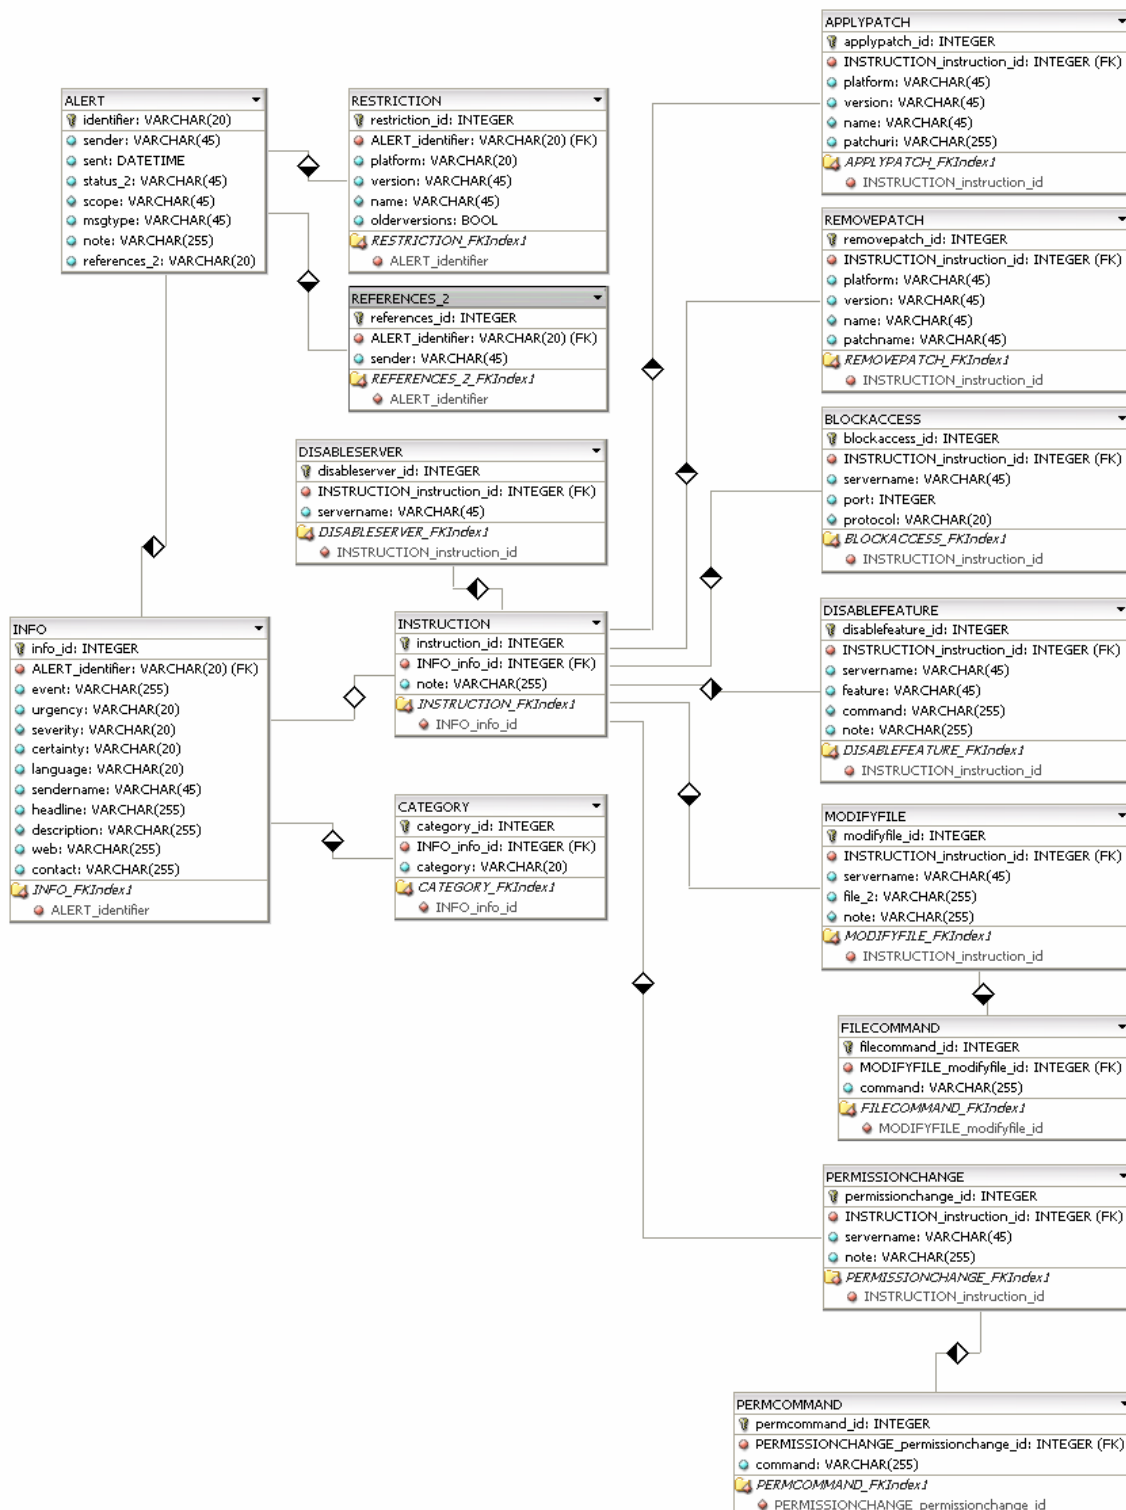 ALERT
identifier: VARCHAR(20)
sender: VARCHAR(45)
sent: DATETIME
status_2: VARCHAR(45)
scope: VARCHAR(45)
msgtype: VARCHAR(45)
note: VARCHAR(255)
references_2: VARCHAR(20)
RESTRICTION
restriction_id: INTEGER
ALERT_identifier: VARCHAR(20) (FK)
platform: VARCHAR(20)
version: VARCHAR(45)
name: VARCHAR(45)
olderversions: BOOL
RESTRICTION_FKIndex1
ALERT_identifier
REFERENCES_2
references_id: INTEGER
ALERT_identifier: VARCHAR(20) (FK)
sender: VARCHAR(45)
REFERENCES_2_FKIndex1
ALERT_identifier
DISABLESERVER
disableserver_id: INTEGER
INSTRUCTION_instruction_id: INTEGER (FK)
servername: VARCHAR(45)
DISABLESERVER_FKIndex1
INSTRUCTION_instruction_id
INFO
info_id: INTEGER
ALERT_identifier: VARCHAR(20) (FK)
event: VARCHAR(255)
urgency: VARCHAR(20)
severity: VARCHAR(20)
certainty: VARCHAR(20)
language: VARCHAR(20)
sendername: VARCHAR(45)
headline: VARCHAR(255)
description: VARCHAR(255)
web: VARCHAR(255)
contact: VARCHAR(255)
INFO_FKIndex1
ALERT_identifier
INSTRUCTION
instruction_id: INTEGER
INFO_info_id: INTEGER (FK)
note: VARCHAR(255)
INSTRUCTION_FKIndex1
INFO_info_id
CATEGORY
category_id: INTEGER
INFO_info_id: INTEGER (FK)
category: VARCHAR(20)
CATEGORY_FKIndex1
INFO_info_id
APPLYPATCH
applypatch_id: INTEGER
INSTRUCTION_instruction_id: INTEGER (FK)
platform: VARCHAR(45)
version: VARCHAR(45)
name: VARCHAR(45)
patchuri: VARCHAR(255)
APPLYPATCH_FKIndex1
INSTRUCTION_instruction_id
REMOVEPATCH
removepatch_id: INTEGER
INSTRUCTION_instruction_id: INTEGER (FK)
platform: VARCHAR(45)
version: VARCHAR(45)
name: VARCHAR(45)
patchname: VARCHAR(45)
REMOVEPATCH_FKIndex1
INSTRUCTION_instruction_id
BLOCKACCESS
blockaccess_id: INTEGER
INSTRUCTION_instruction_id: INTEGER (FK)
servername: VARCHAR(45)
port: INTEGER
protocol: VARCHAR(20)
BLOCKACCESS_FKIndex1
INSTRUCTION_instruction_id
DISABLEFEATURE
disablefeature_id: INTEGER
INSTRUCTION_instruction_id: INTEGER (FK)
servername: VARCHAR(45)
feature: VARCHAR(45)
command: VARCHAR(255)
note: VARCHAR(255)
DISABLEFEATURE_FKIndex1
INSTRUCTION_instruction_id
MODIFYFILE
modifyfile_id: INTEGER
INSTRUCTION_instruction_id: INTEGER (FK)
servername: VARCHAR(45)
file_2: VARCHAR(255)
note: VARCHAR(255)
MODIFYFILE_FKIndex1
INSTRUCTION_instruction_id
FILECOMMAND
filecommand_id: INTEGER
MODIFYFILE_modifyfile_id: INTEGER (FK)
command: VARCHAR(255)
FILECOMMAND_FKIndex1
MODIFYFILE_modifyfile_id
PERMISSIONCHANGE
permissionchange_id: INTEGER
INSTRUCTION_instruction_id: INTEGER (FK)
servername: VARCHAR(45)
note: VARCHAR(255)
PERMISSIONCHANGE_FKIndex1
INSTRUCTION_instruction_id
PERMCOMMAND
permcommand_id: INTEGER
PERMISSIONCHANGE_permissionchange_id: INTEGER (FK)
command: VARCHAR(255)
PERMCOMMAND_FKIndex1
PERMISSIONCHANGE_permissionchange_id